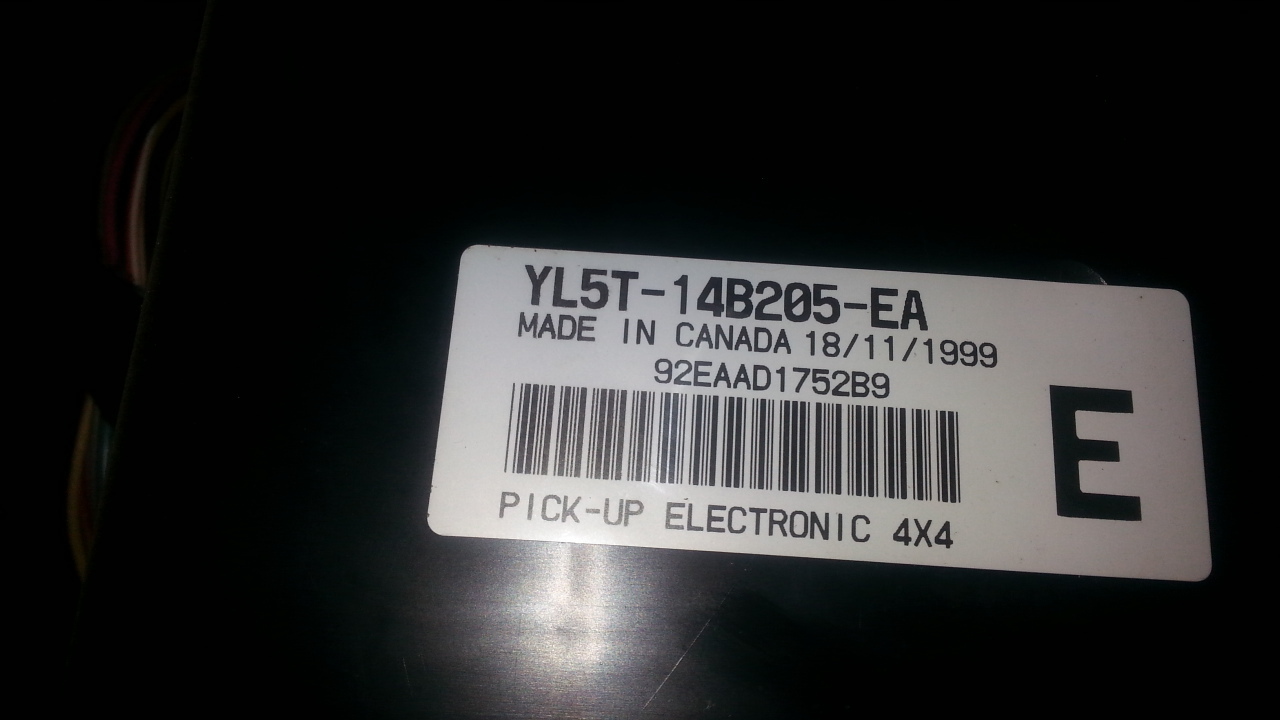 YL5T-14B205-EA
MADE IN CANADA 18/11/1999
92EAAD1752B9
E
PICK-UP ELECTRONIC 4X4